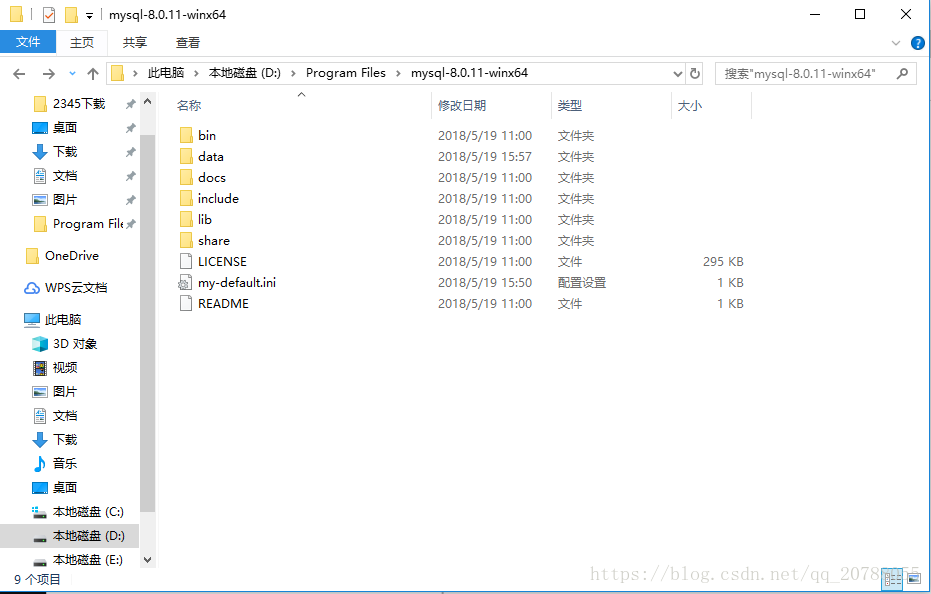 mysql-8.0.11-winx64
文件 主页 共享 查看
此电脑 本地磁盘 (D:) Program Files mysql-8.0.11-winx64 搜索"mysql-8.0.11-winx64"
名称 修改日期 类型 大小
2345下载
桌面
下载
文档
图片
Program File
OneDrive
WPS云文档
此电脑
3D 对象
视频
图片
文档
下载
音乐
桌面
本地磁盘 (C:)
本地磁盘 (D:)
本地磁盘 (E:)
bin 2018/5/19 11:00 文件夹
data 2018/5/19 15:57 文件夹
docs 2018/5/19 11:00 文件夹
include 2018/5/19 11:00 文件夹
lib 2018/5/19 11:00 文件夹
share 2018/5/19 11:00 文件夹
LICENSE 2018/5/19 11:00 文件 295 KB
my-default.ini 2018/5/19 15:50 配置设置 1 KB
README 2018/5/19 11:00 文件 1 KB
9 个项目